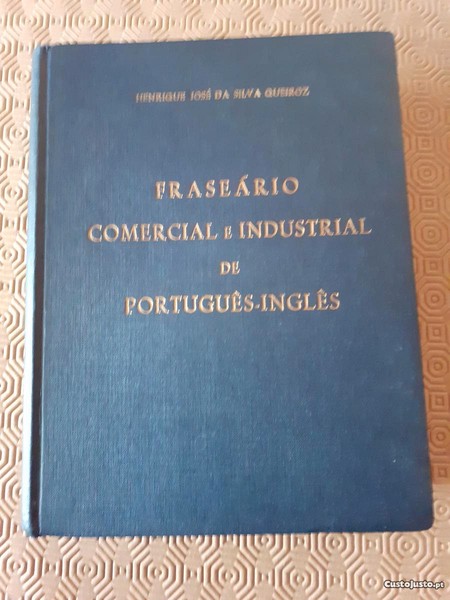 HENRIQUE JOSÉ DA SILVA QUEIROZ
FRASEÁRIO
COMERCIAL E INDUSTRIAL
DE
PORTUGUÊS-INGLÊS
Custojusto.pt